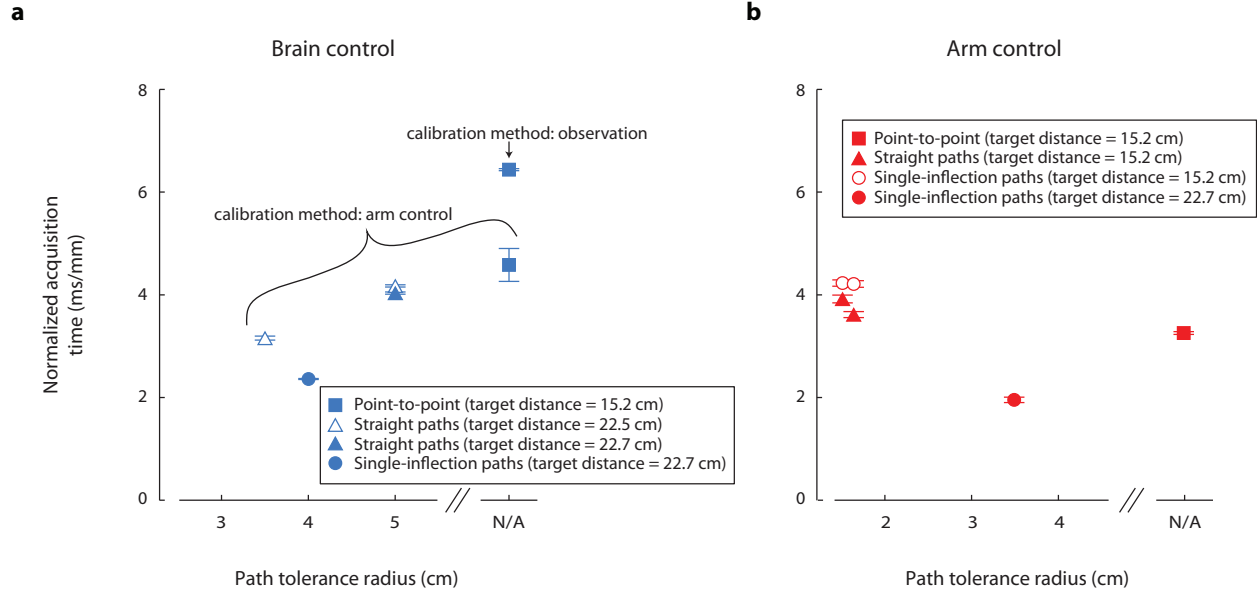 a
Brain control
8
6
4
2
0
Normalized acquisition
time (ms/mm)
calibration method: observation
calibration method: arm control
Point-to-point (target distance = 15.2 cm)
Straight paths (target distance = 22.5 cm)
Straight paths (target distance = 22.7 cm)
Single-inflection paths (target distance = 22.7 cm)
3 4 5 N/A
Path tolerance radius (cm)
b
Arm control
8
6
4
2
0
Point-to-point (target distance = 15.2 cm)
Straight paths (target distance = 15.2 cm)
Single-inflection paths (target distance = 15.2 cm)
Single-inflection paths (target distance = 22.7 cm)
2 3 4 N/A
Path tolerance radius (cm)